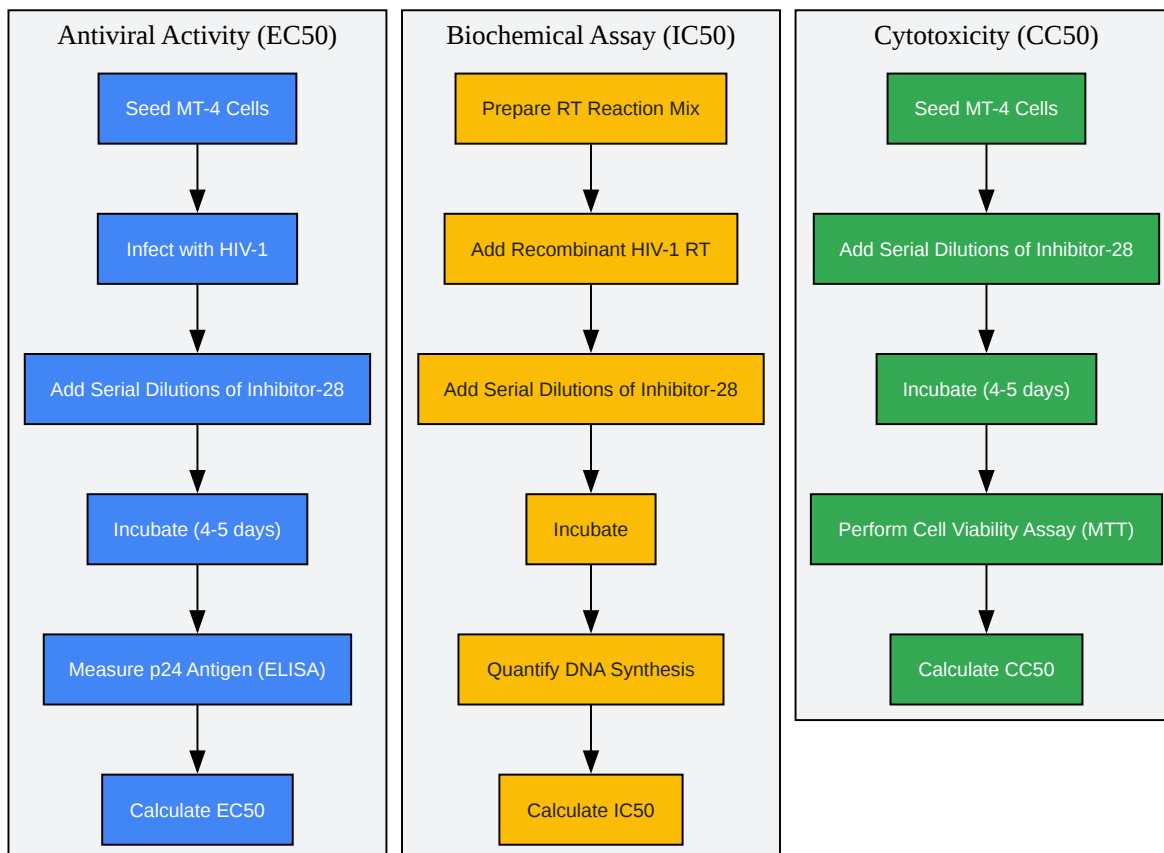 Antiviral Activity (EC50)
Seed MT-4 Cells
Infect with HIV-1
Add Serial Dilutions of Inhibitor-28
Incubate (4-5 days)
Measure p24 Antigen (ELISA)
Calculate EC50
Biochemical Assay (IC50)
Prepare RT Reaction Mix
Add Recombinant HIV-1 RT
Add Serial Dilutions of Inhibitor-28
Incubate
Quantify DNA Synthesis
Calculate IC50
Cytotoxicity (CC50)
Seed MT-4 Cells
Add Serial Dilutions of Inhibitor-28
Incubate (4-5 days)
Perform Cell Viability Assay (MTT)
Calculate CC50